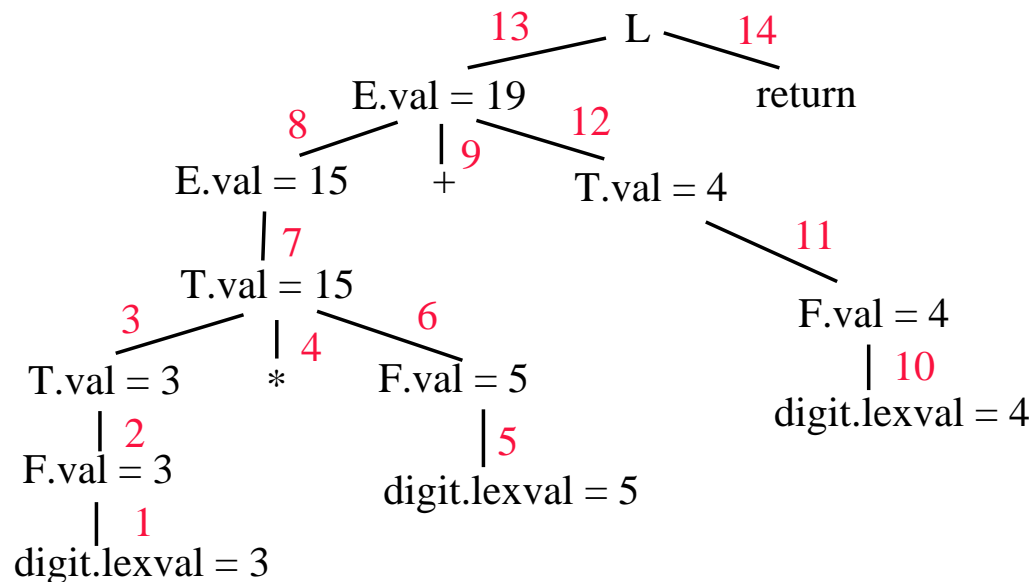 13 L 14
E.val = 19 return
8 9 12
E.val = 15 + T.val = 4
7 11
T.val = 15
3 4 6 F.val = 4
T.val = 3 * F.val = 5 10
digit.lexval = 4
2 5
F.val = 3
digit.lexval = 5
1
digit.lexval = 3